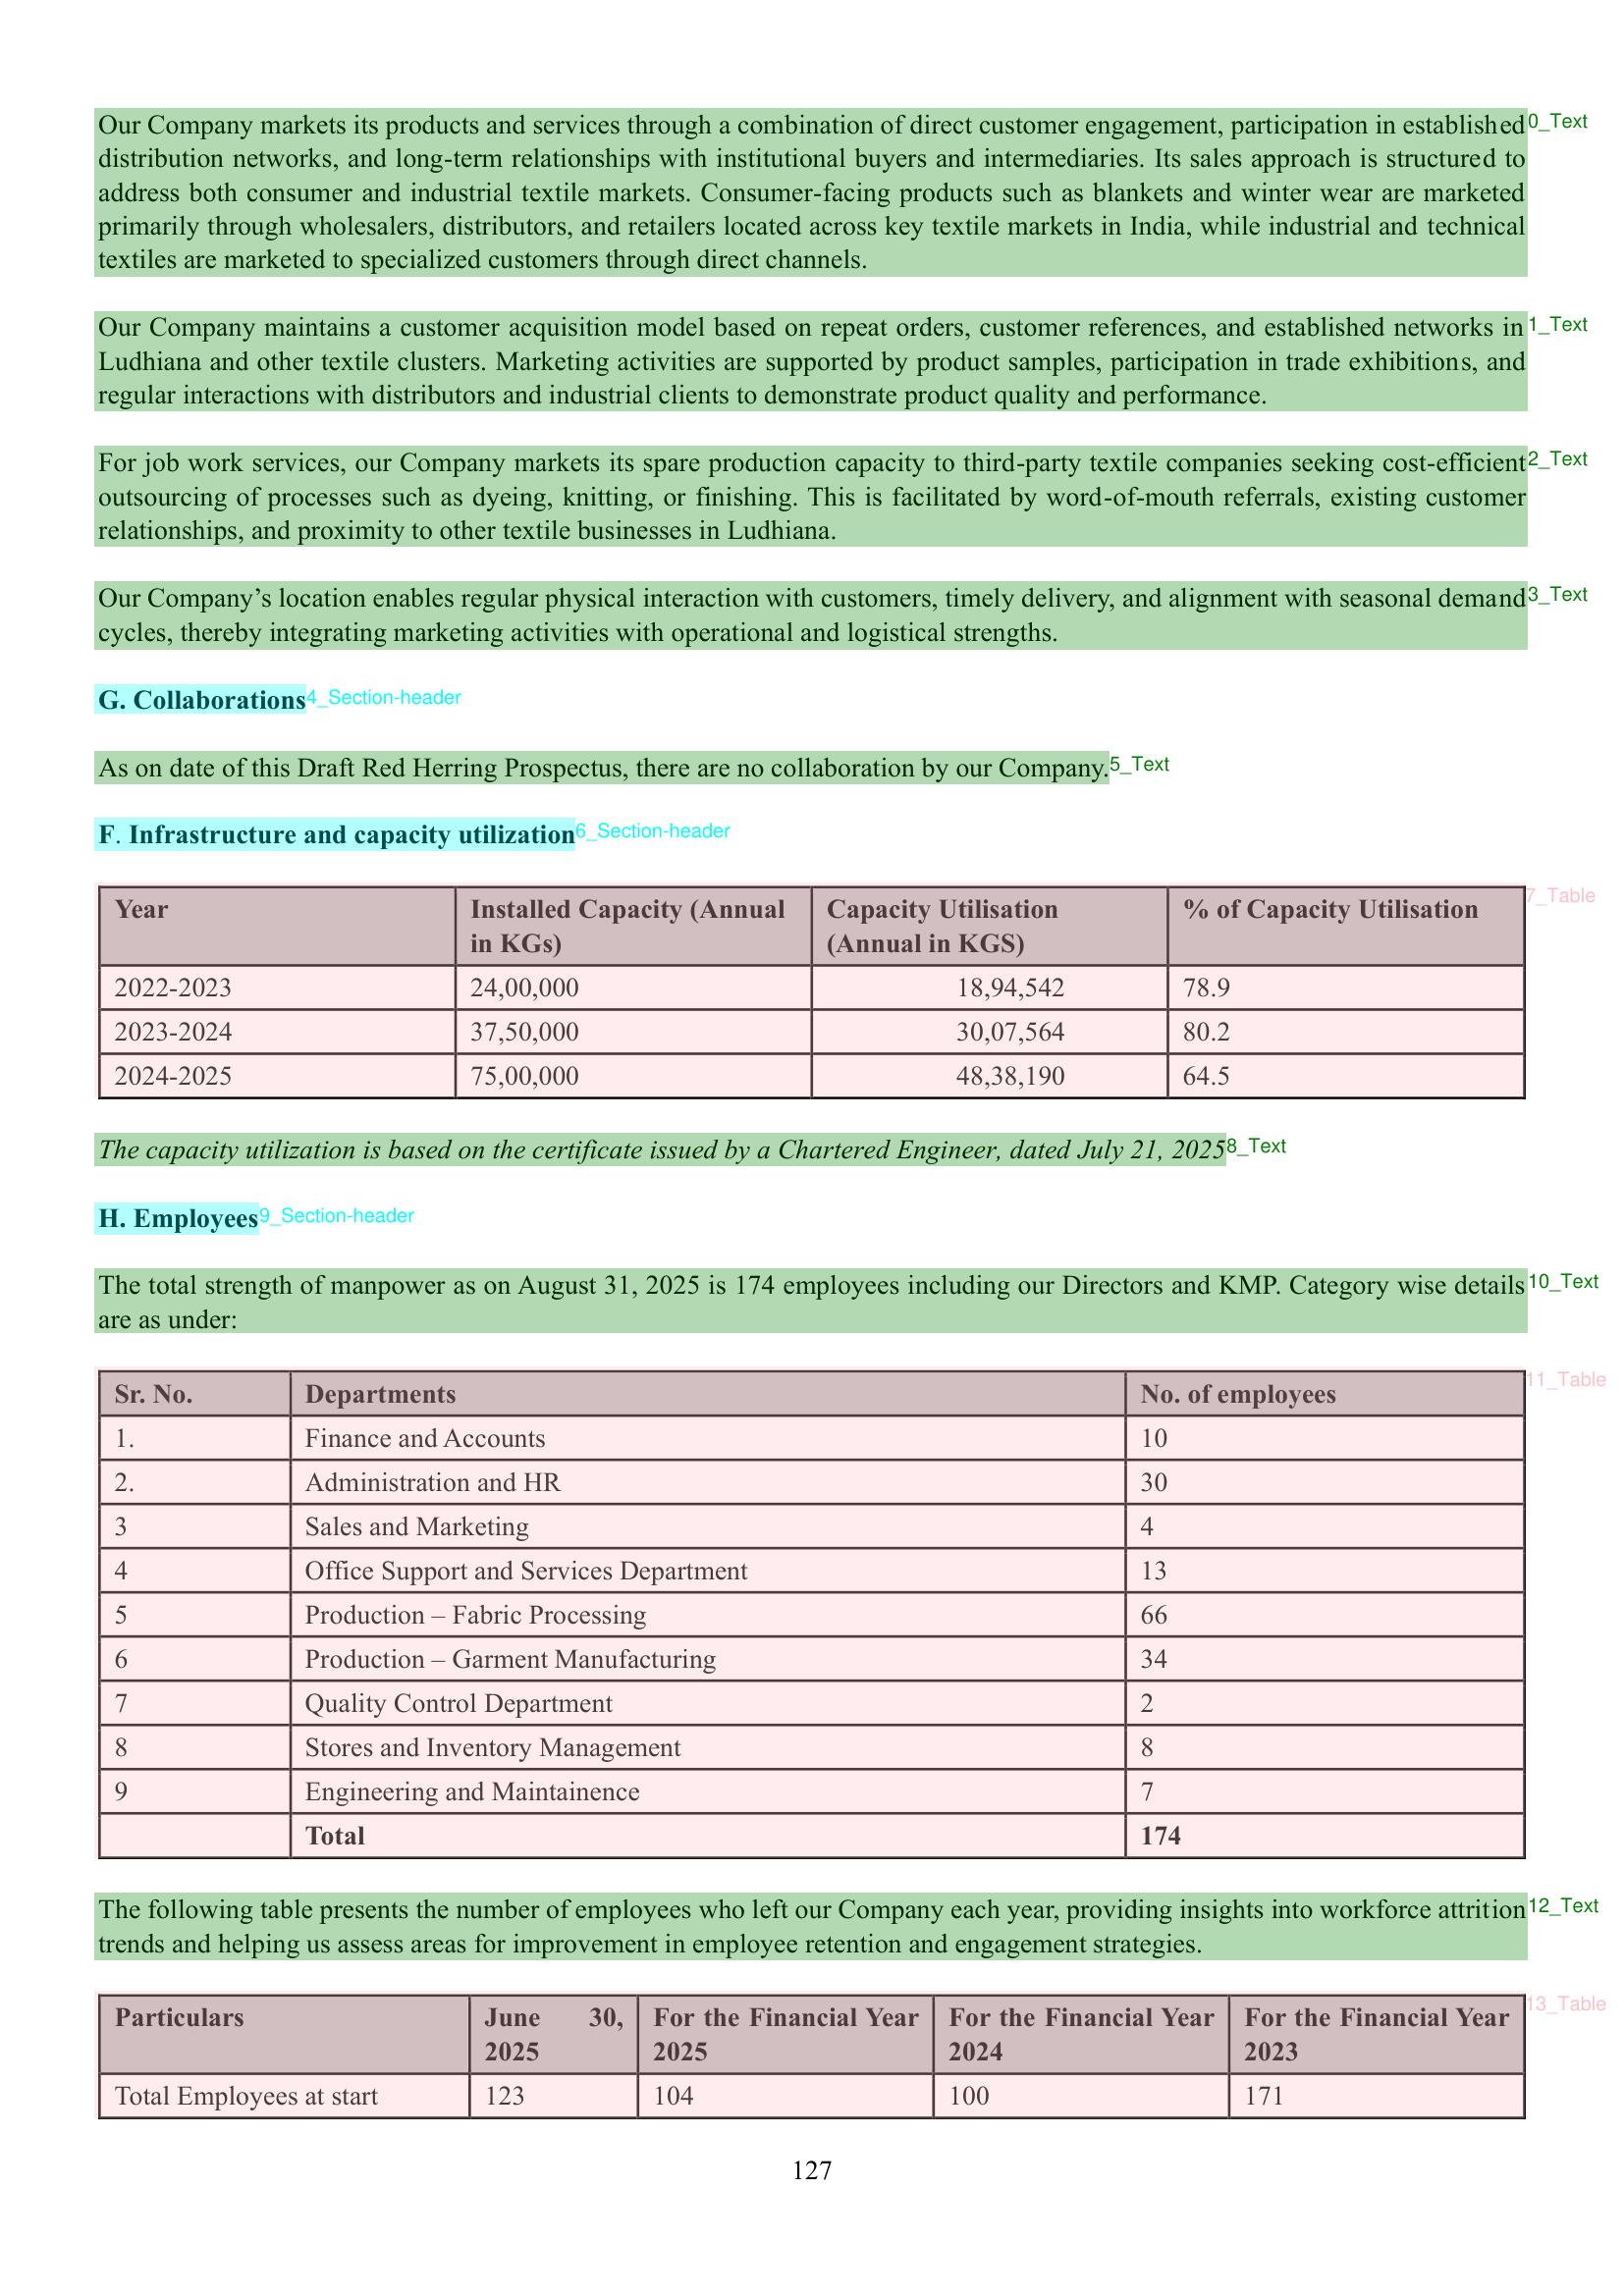 Our Company markets its products and services through a combination of direct customer engagement, participation in established 0_Text
distribution networks, and long-term relationships with institutional buyers and intermediaries. Its sales approach is structured to
address both consumer and industrial textile markets. Consumer-facing products such as blankets and winter wear are marketed
primarily through wholesalers, distributors, and retailers located across key textile markets in India, while industrial and technical
textiles are marketed to specialized customers through direct channels.
Our Company maintains a customer acquisition model based on repeat orders, customer references, and established networks in 1_Text
Ludhiana and other textile clusters. Marketing activities are supported by product samples, participation in trade exhibitions, and
regular interactions with distributors and industrial clients to demonstrate product quality and performance.
For job work services, our Company markets its spare production capacity to third-party textile companies seeking cost-efficient 2_Text
outsourcing of processes such as dyeing, knitting, or finishing. This is facilitated by word-of-mouth referrals, existing customer
relationships, and proximity to other textile businesses in Ludhiana.
Our Company’s location enables regular physical interaction with customers, timely delivery, and alignment with seasonal demand 3_Text
cycles, thereby integrating marketing activities with operational and logistical strengths.
G. Collaborations 4_Section-header
As on date of this Draft Red Herring Prospectus, there are no collaboration by our Company. 5_Text
F. Infrastructure and capacity utilization 6_Section-header
Year Installed Capacity (Annual in KGs) Capacity Utilisation (Annual in KGS) % of Capacity Utilisation 7_Table
2022-2023 24,00,000 18,94,542 78.9
2023-2024 37,50,000 30,07,564 80.2
2024-2025 75,00,000 48,38,190 64.5
The capacity utilization is based on the certificate issued by a Chartered Engineer, dated July 21, 2025 8_Text
H. Employees 9_Section-header
The total strength of manpower as on August 31, 2025 is 174 employees including our Directors and KMP. Category wise details 10_Text
are as under:
Sr. No. Departments No. of employees 11_Table
1. Finance and Accounts 10
2. Administration and HR 30
3 Sales and Marketing 4
4 Office Support and Services Department 13
5 Production – Fabric Processing 66
6 Production – Garment Manufacturing 34
7 Quality Control Department 2
8 Stores and Inventory Management 8
9 Engineering and Maintainence 7
Total 174
The following table presents the number of employees who left our Company each year, providing insights into workforce attrition 12_Text
trends and helping us assess areas for improvement in employee retention and engagement strategies.
Particulars June 30, 2025 For the Financial Year 2025 For the Financial Year 2024 For the Financial Year 2023 13_Table
Total Employees at start 123 104 100 171
127